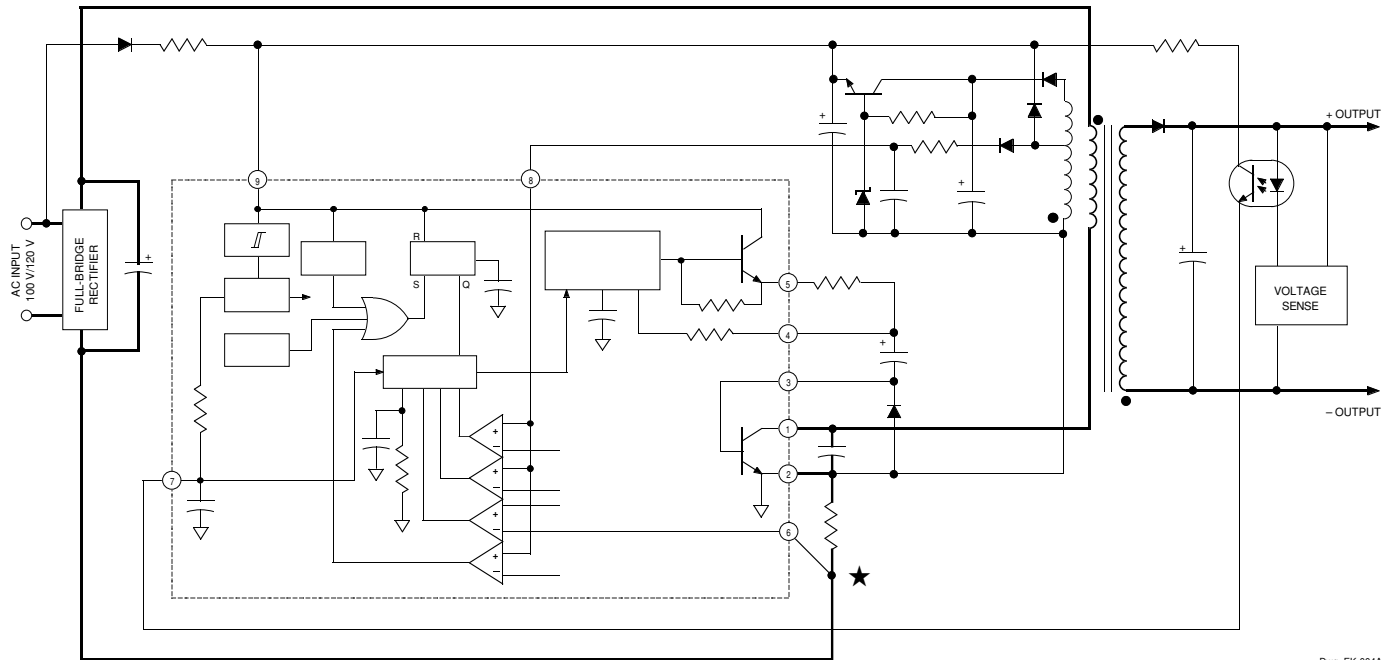 + OUTPUT
+
+
+
9
8
AC INPUT
100 V/120 V
FULL-BRIDGE
RECTIFIER
+
R
S
Q
5
VOLTAGE
SENSE
4
+
3
– OUTPUT
1
+
–
2
+
–
7
+
–
6
+
–
★